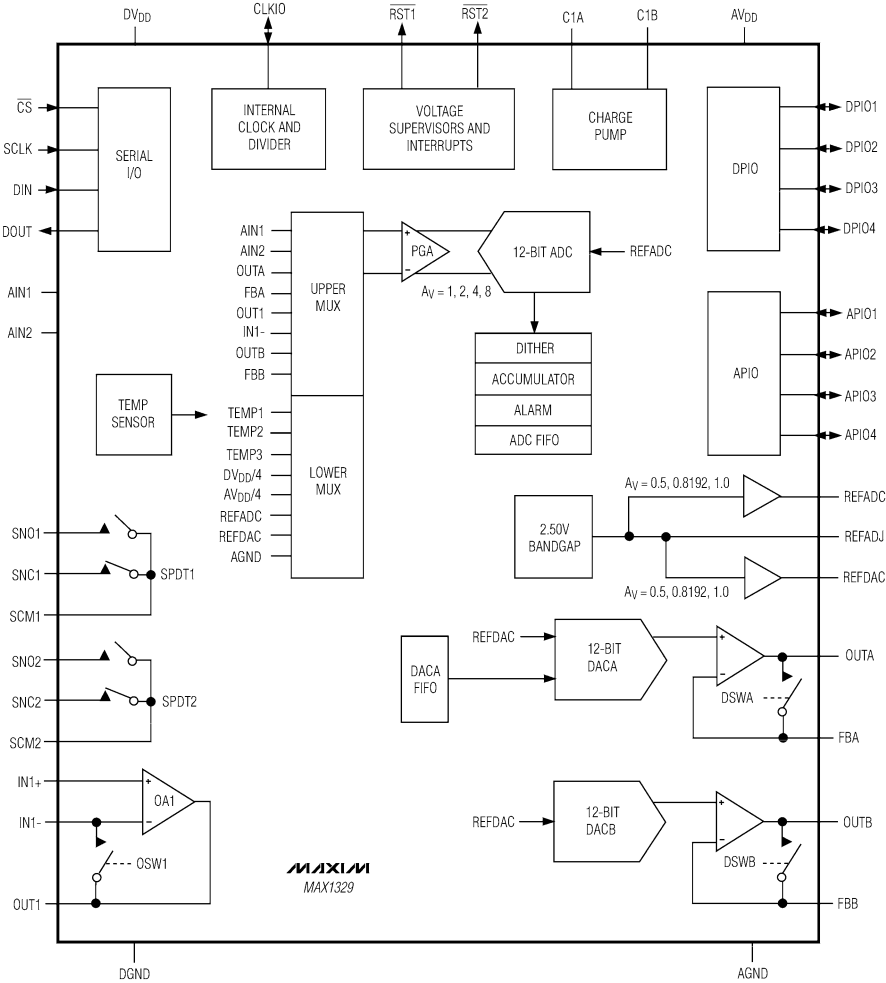 DVDD
CLKIO
RST1
RST2
C1A
C1B
AVDD
CS
SCLK
DIN
DOUT
AIN1
AIN2
SERIAL
I/O
INTERNAL
CLOCK AND
DIVIDER
VOLTAGE
SUPERVISORS AND
INTERRUPTS
CHARGE
PUMP
DPIO
DPIO1
DPIO2
DPIO3
DPIO4
AIN1
AIN2
OUTA
FBA
OUT1
IN1-
OUTB
FBB
UPPER
MUX
+
-
PGA
AV = 1, 2, 4, 8
12-BIT ADC
REFADC
DITHER
ACCUMULATOR
ALARM
ADC FIFO
APIO
APIO1
APIO2
APIO3
APIO4
TEMP
SENSOR
TEMP1
TEMP2
TEMP3
DVDD/4
AVDD/4
REFADC
REFDAC
AGND
LOWER
MUX
2.50V
BANDGAP
AV = 0.5, 0.8192, 1.0
AV = 0.5, 0.8192, 1.0
REFADC
REFADJ
REFDAC
SNO1
SNC1
SCM1
SPDT1
SNO2
SNC2
SCM2
SPDT2
DACA
FIFO
REFDAC
12-BIT
DACA
+
-
DSWA
OUTA
FBA
IN1+
IN1-
OUT1
+
-
OA1
OSW1
REFDAC
12-BIT
DACB
+
-
DSWB
OUTB
FBB
MAXIM
MAX1329
DGND
AGND